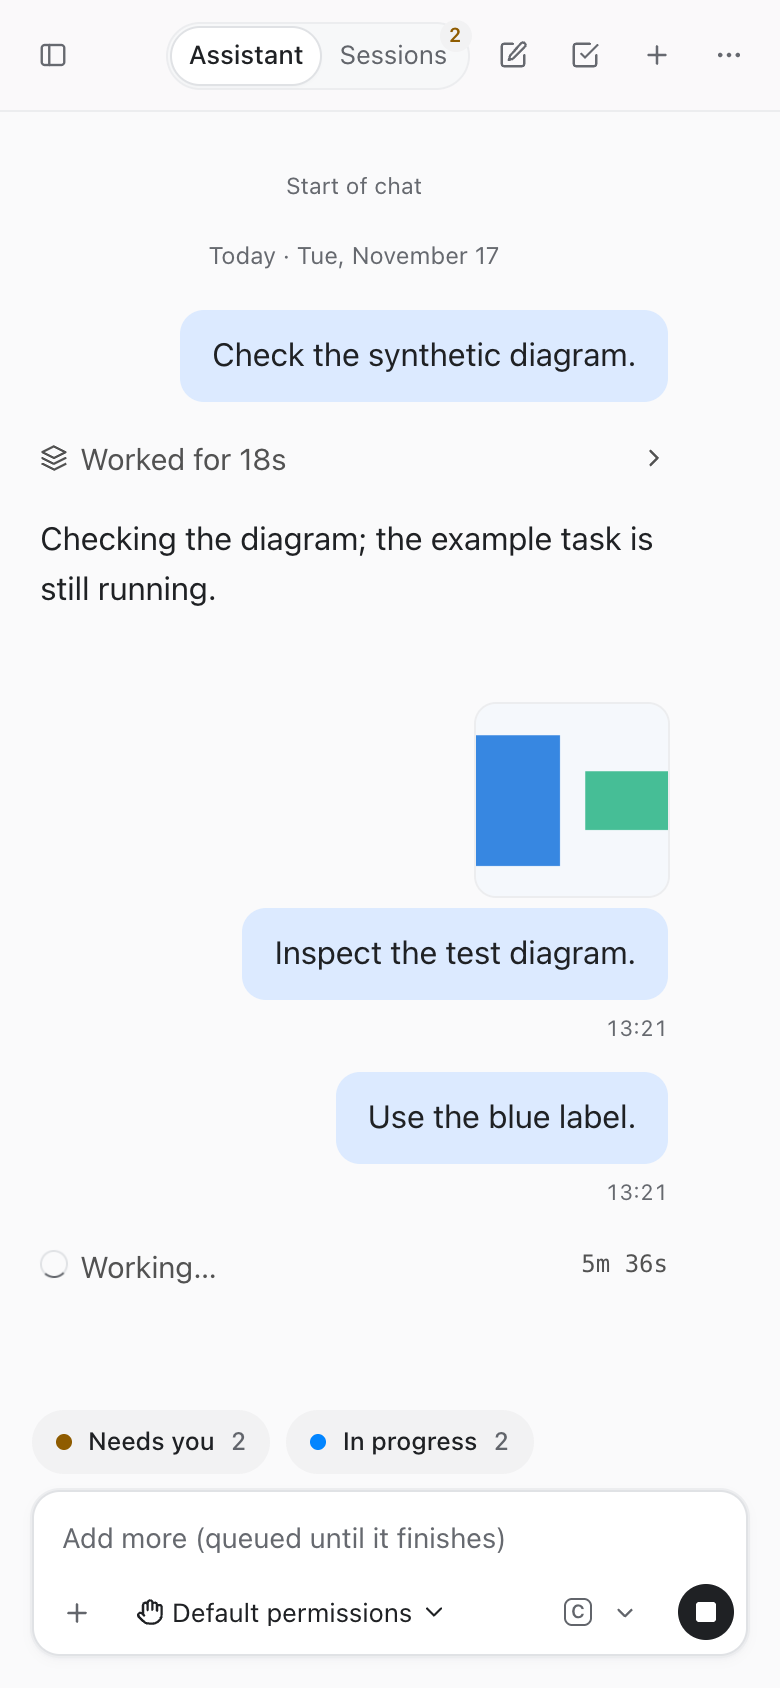 Assistant
Sessions
2
Start of chat
Today · Tue, November 17
Check the synthetic diagram.
Worked for 18s
Checking the diagram; the example task is
still running.
Inspect the test diagram.
13:21
Use the blue label.
13:21
Working...
5m 36s
Needs you 2
In progress 2
Add more (queued until it finishes)
Default permissions
C